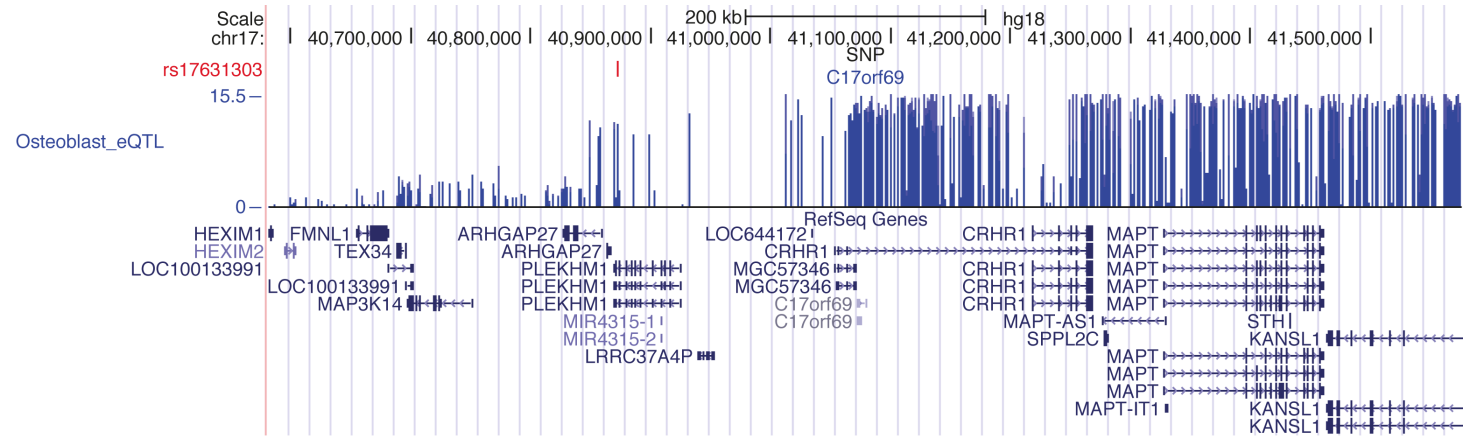 Scale 200 kb hg18
chr17: 40,700,000 40,800,000 40,900,000 41,000,000 41,100,000 41,200,000 41,300,000 41,400,000 41,500,000
SNP
rs17631303
C17orf69
15.5
Osteoblast_eQTL
0
RefSeq Genes
HEXIM1 FMNL1 ARHGAP27 LOC644172 CRHR1 MAPT
HEXIM2 TEX34 ARHGAP27 CRHR1 MAPT
LOC100133991 PLEKHM1 MGC57346 CRHR1 MAPT
LOC100133991 PLEKHM1 MGC57346 CRHR1 MAPT
MAP3K14 PLEKHM1 C17orf69 CRHR1 MAPT
MIR4315-1 C17orf69 MAPT-AS1 STH
MIR4315-2 SPPL2C KANSL1
LRRC37A4P MAPT
MAPT
MAPT
MAPT-IT1 KANSL1
KANSL1